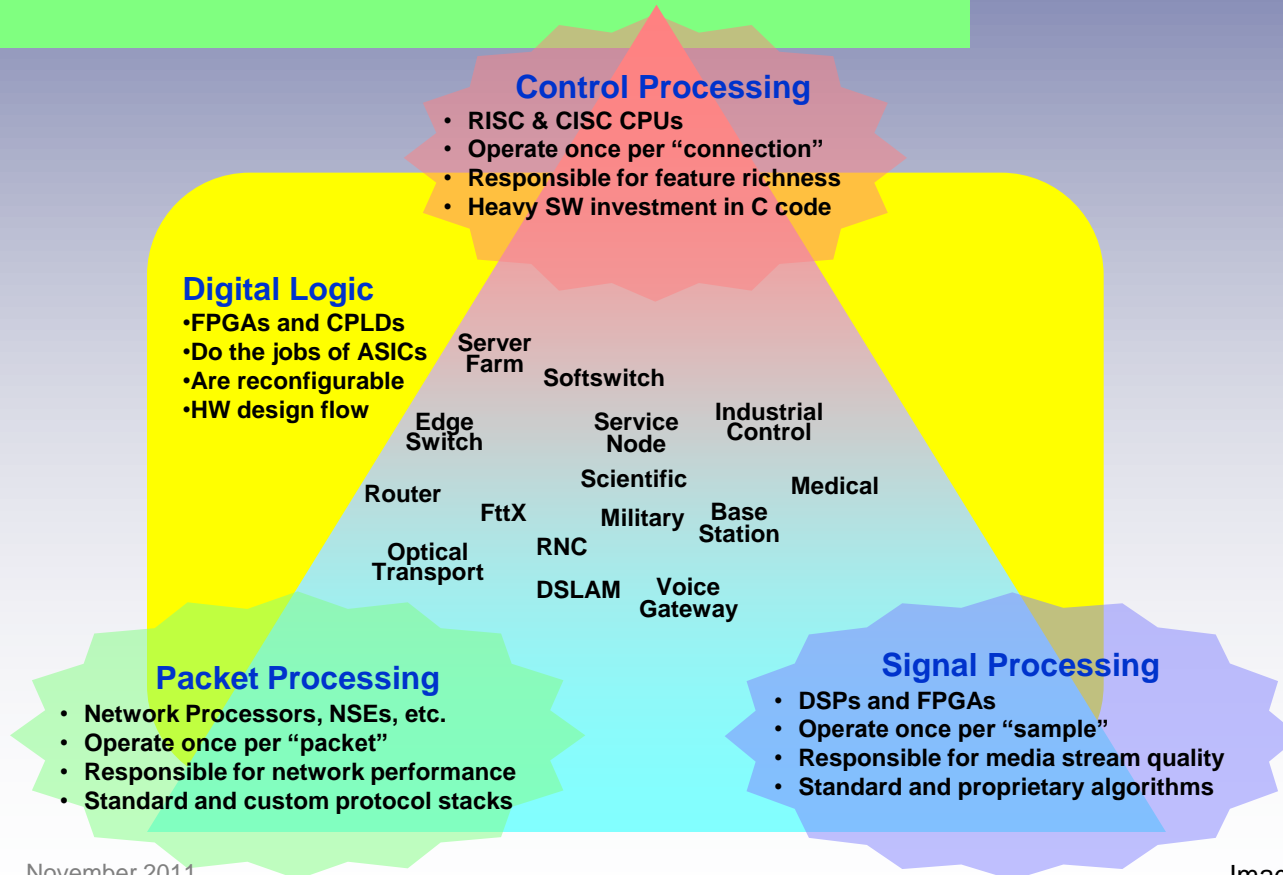 Control Processing
• RISC & CISC CPUs
• Operate once per “connection”
• Responsible for feature richness
• Heavy SW investment in C code
Digital Logic
•FPGAs and CPLDs
•Do the jobs of ASICs
•Are reconfigurable
•HW design flow
Server
Farm
Softswitch
Edge
Switch
Service
Node
Industrial
Control
Scientific
Medical
Router
FttX
Military
Base
Station
RNC
Optical
Transport
DSLAM
Voice
Gateway
Packet Processing
• Network Processors, NSEs, etc.
• Operate once per “packet”
• Responsible for network performance
• Standard and custom protocol stacks
Signal Processing
• DSPs and FPGAs
• Operate once per “sample”
• Responsible for media stream quality
• Standard and proprietary algorithms
November 2011